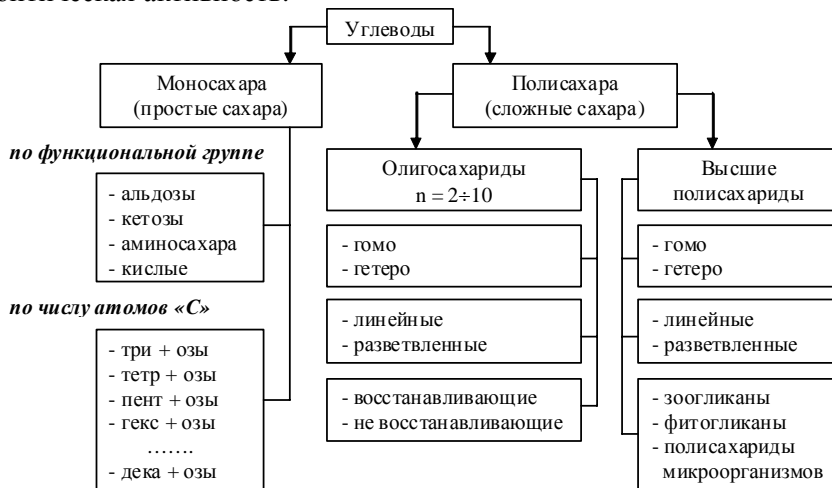 оптическая активность.
Углеводы
Моносахара
(простые сахара)
Полисахара
(сложные сахара)
по функциональной группе
- альдозы
- кетозы
- аминосахара
- кислые
по числу атомов «С»
- три + озы
- тетр + озы
- пент + озы
- гекс + озы
.......
- дека + озы
Олигосахариды
n = 2÷10
- гомо
- гетеро
- линейные
- разветвленные
- восстанавливающие
- не восстанавливающие
Высшие
полисахариды
- гомо
- гетеро
- линейные
- разветвленные
- зоогликаны
- фитогликаны
- полисахариды
микроорганизмов